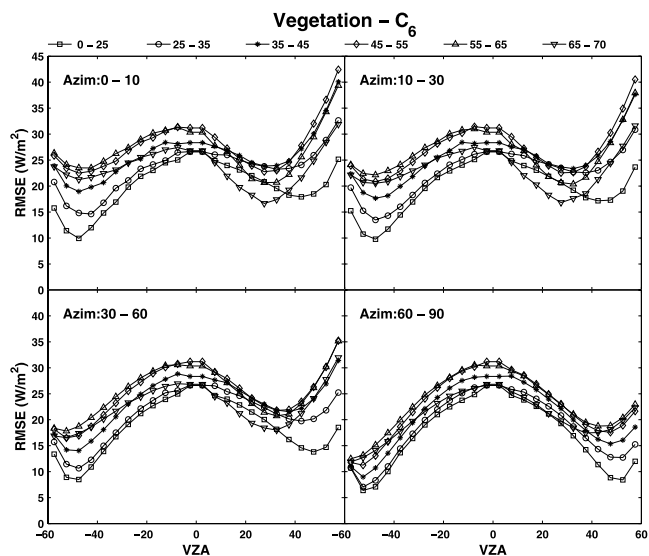 Vegetation – C6
0 – 25 25 – 35 35 – 45 45 – 55 55 – 65 65 – 70
45
40
35
30
25
20
15
10
5
0
RMSE (W/m²)
Azim:0 – 10
Azim:10 – 30
40
35
30
25
20
15
10
5
0
RMSE (W/m²)
Azim:30 – 60
Azim:60 – 90
−60 −40 −20 0 20 40 −60 −40 −20 0 20 40 60
VZA VZA